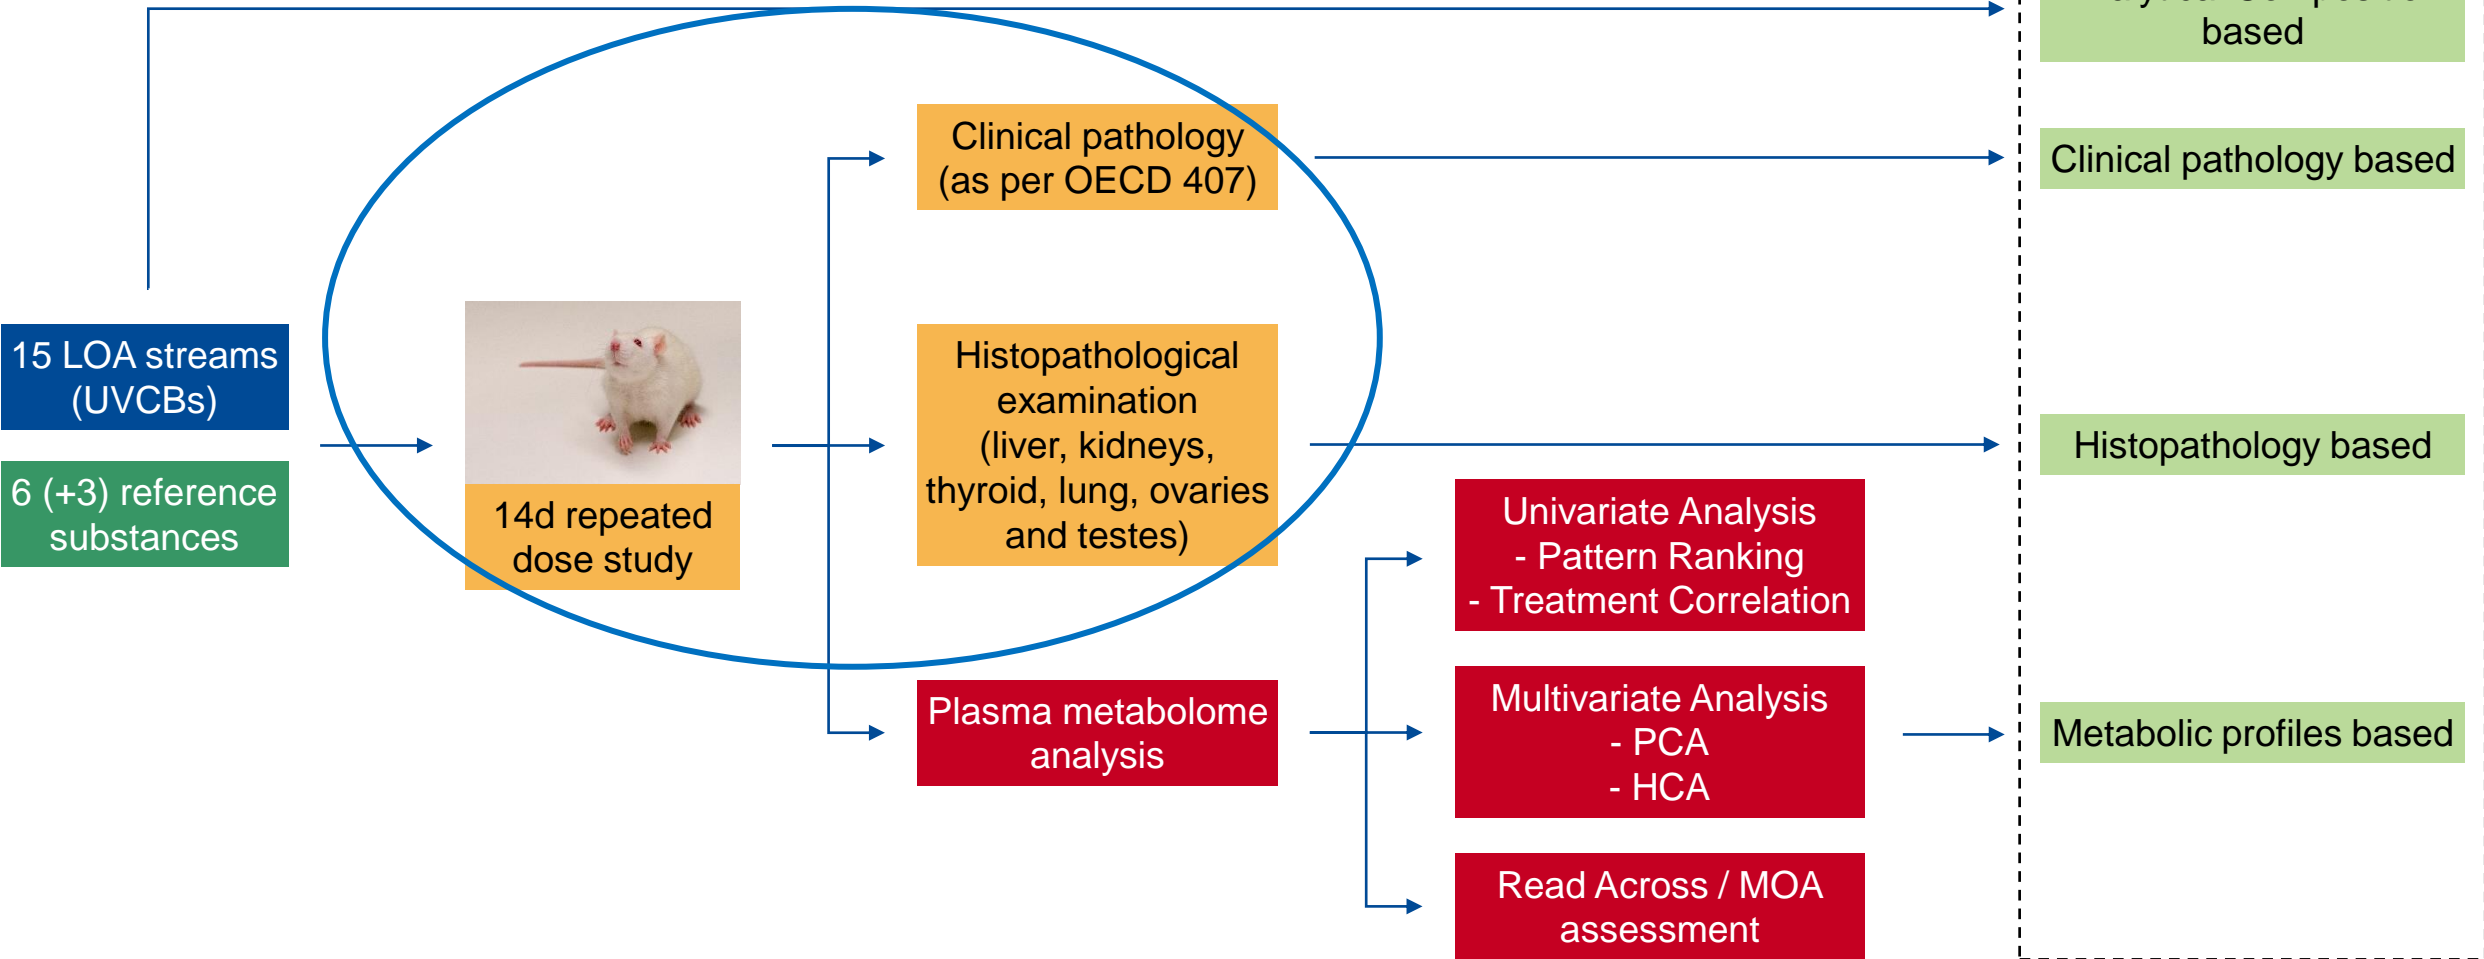 based
Clinical pathology
(as per OECD 407)
Clinical pathology based
15 LOA streams
(UVCBs)
6 (+3) reference
substances
14d repeated
dose study
Histopathological
examination
(liver, kidneys,
thyroid, lung, ovaries
and testes)
Histopathology based
Univariate Analysis
- Pattern Ranking
- Treatment Correlation
Plasma metabolome
analysis
Multivariate Analysis
- PCA
- HCA
Metabolic profiles based
Read Across / MOA
assessment